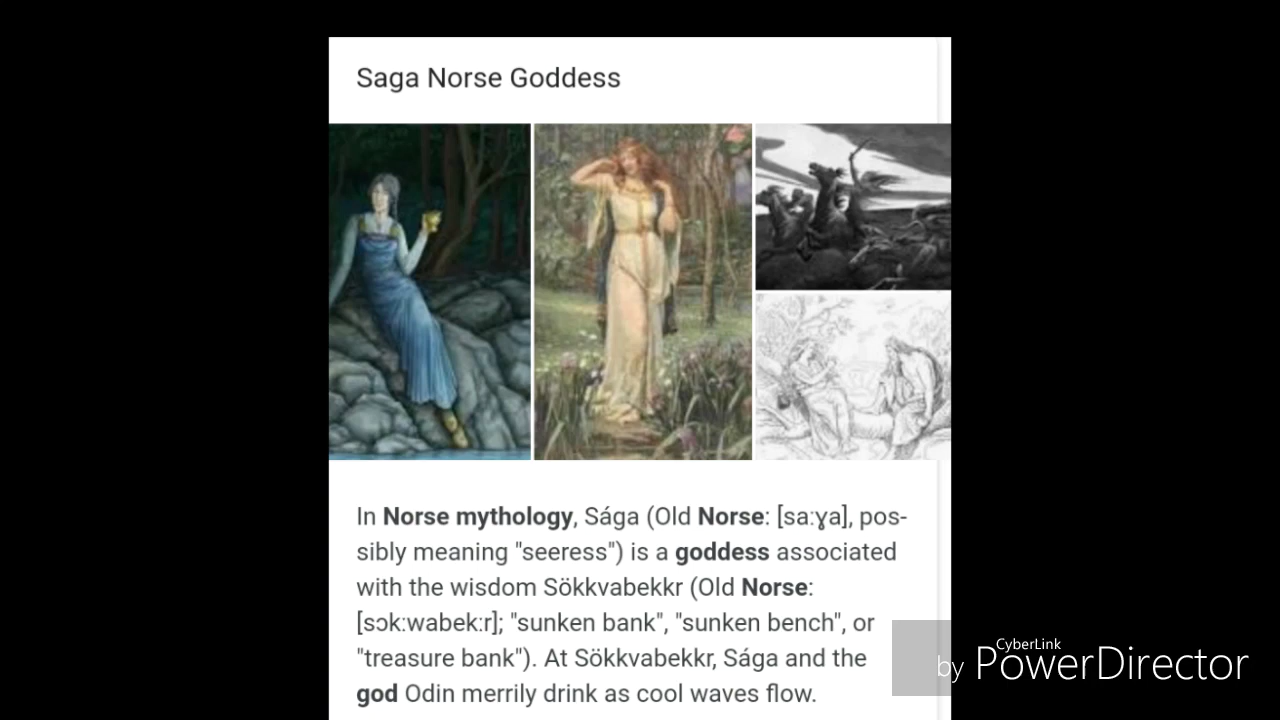 Saga Norse Goddess
In Norse mythology, Sága (Old Norse: [saːɣa], pos-
sibly meaning "seeress") is a goddess associated
with the wisdom Sökkvabekkr (Old Norse:
[sɔkːwabekːr]; "sunken bank", "sunken bench", or
"treasure bank"). At Sökkvabekkr, Sága and the
god Odin merrily drink as cool waves flow.
CyberLink
by PowerDirector